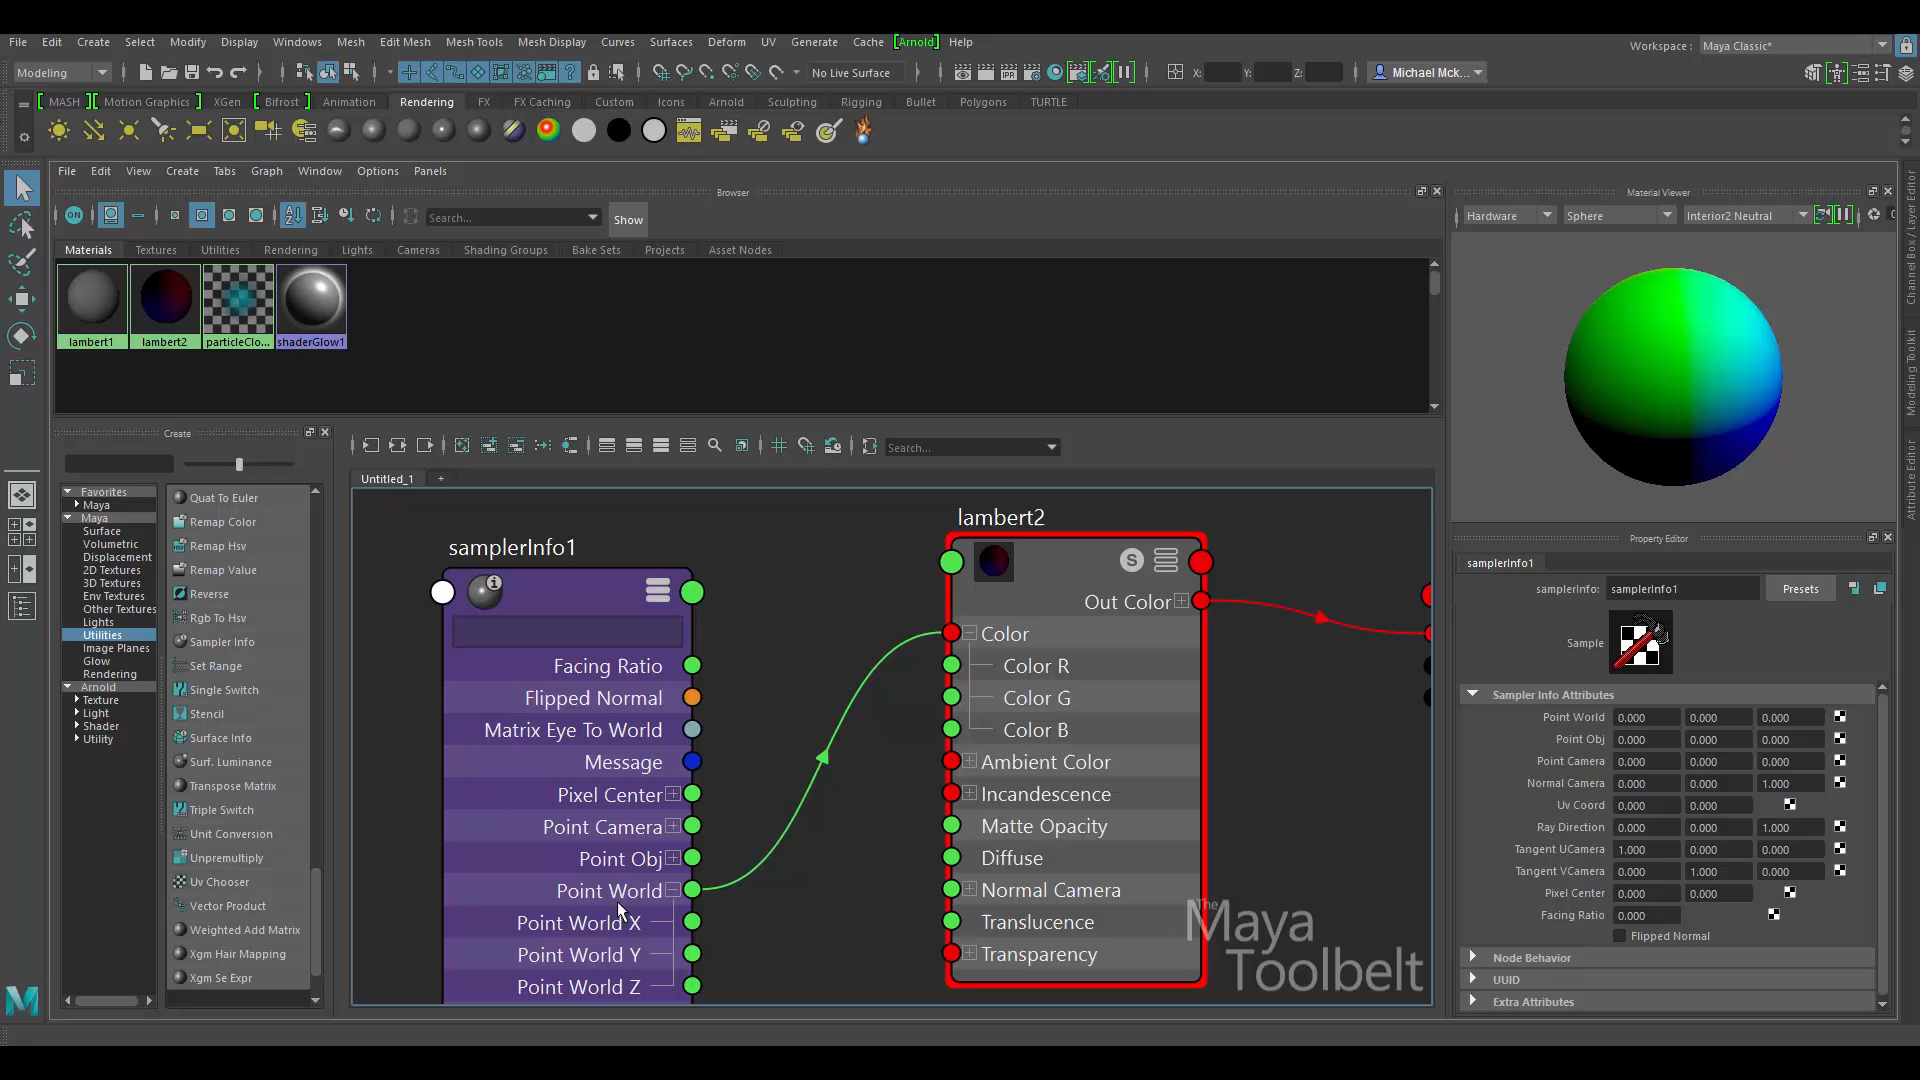 File Edit Create Select Modify Display Windows Mesh Edit Mesh Mesh Tools Mesh Display Curves Surfaces Deform UV Generate Cache [Arnold] Help
Workspace : Maya Classic*
Modeling No Live Surface X: Y: Z: Michael Mck...
MASH Motion Graphics XGen Bifrost Animation Rendering FX FX Caching Custom Icons Arnold Sculpting Rigging Bullet Polygons TURTLE
IPR
File Edit View Create Tabs Graph Window Options Panels
Browser
Material Viewer
ON Search... Show
Hardware Sphere Interior2 Neutral
Materials Textures Utilities Rendering Lights Cameras Shading Groups Bake Sets Projects Asset Nodes
lambert1 lambert2 particleClo... shaderGlow1
Channel Box / Layer Editor
Modeling Toolkit
Attribute Editor
Create
Search...
Untitled_1 +
Favorites
Maya
Maya
Surface
Volumetric
Displacement
2D Textures
3D Textures
Env Textures
Other Textures
Lights
Utilities
Image Planes
Glow
Rendering
Arnold
Texture
Light
Shader
Utility
Quat To Euler
Remap Color
Remap Hsv
Remap Value
Reverse
Rgb To Hsv
Sampler Info
Set Range
Single Switch
Stencil
Surface Info
Surf. Luminance
Transpose Matrix
Triple Switch
Unit Conversion
Unpremultiply
Uv Chooser
Vector Product
Weighted Add Matrix
Xgm Hair Mapping
Xgm Se Expr
samplerInfo1
Facing Ratio
Flipped Normal
Matrix Eye To World
Message
Pixel Center
Point Camera
Point Obj
Point World
Point World X
Point World Y
Point World Z
lambert2
S
Out Color
Color
Color R
Color G
Color B
Ambient Color
Incandescence
Matte Opacity
Diffuse
Normal Camera
Translucence
Transparency
The
Maya
Toolbelt
Property Editor
samplerInfo1
samplerInfo: samplerInfo1 Presets
Sample
Sampler Info Attributes
Point World 0.000 0.000 0.000
Point Obj 0.000 0.000 0.000
Point Camera 0.000 0.000 0.000
Normal Camera 0.000 0.000 1.000
Uv Coord 0.000 0.000
Ray Direction 0.000 0.000 1.000
Tangent UCamera 1.000 0.000 0.000
Tangent VCamera 0.000 1.000 0.000
Pixel Center 0.000 0.000
Facing Ratio 0.000
Flipped Normal
Node Behavior
UUID
Extra Attributes